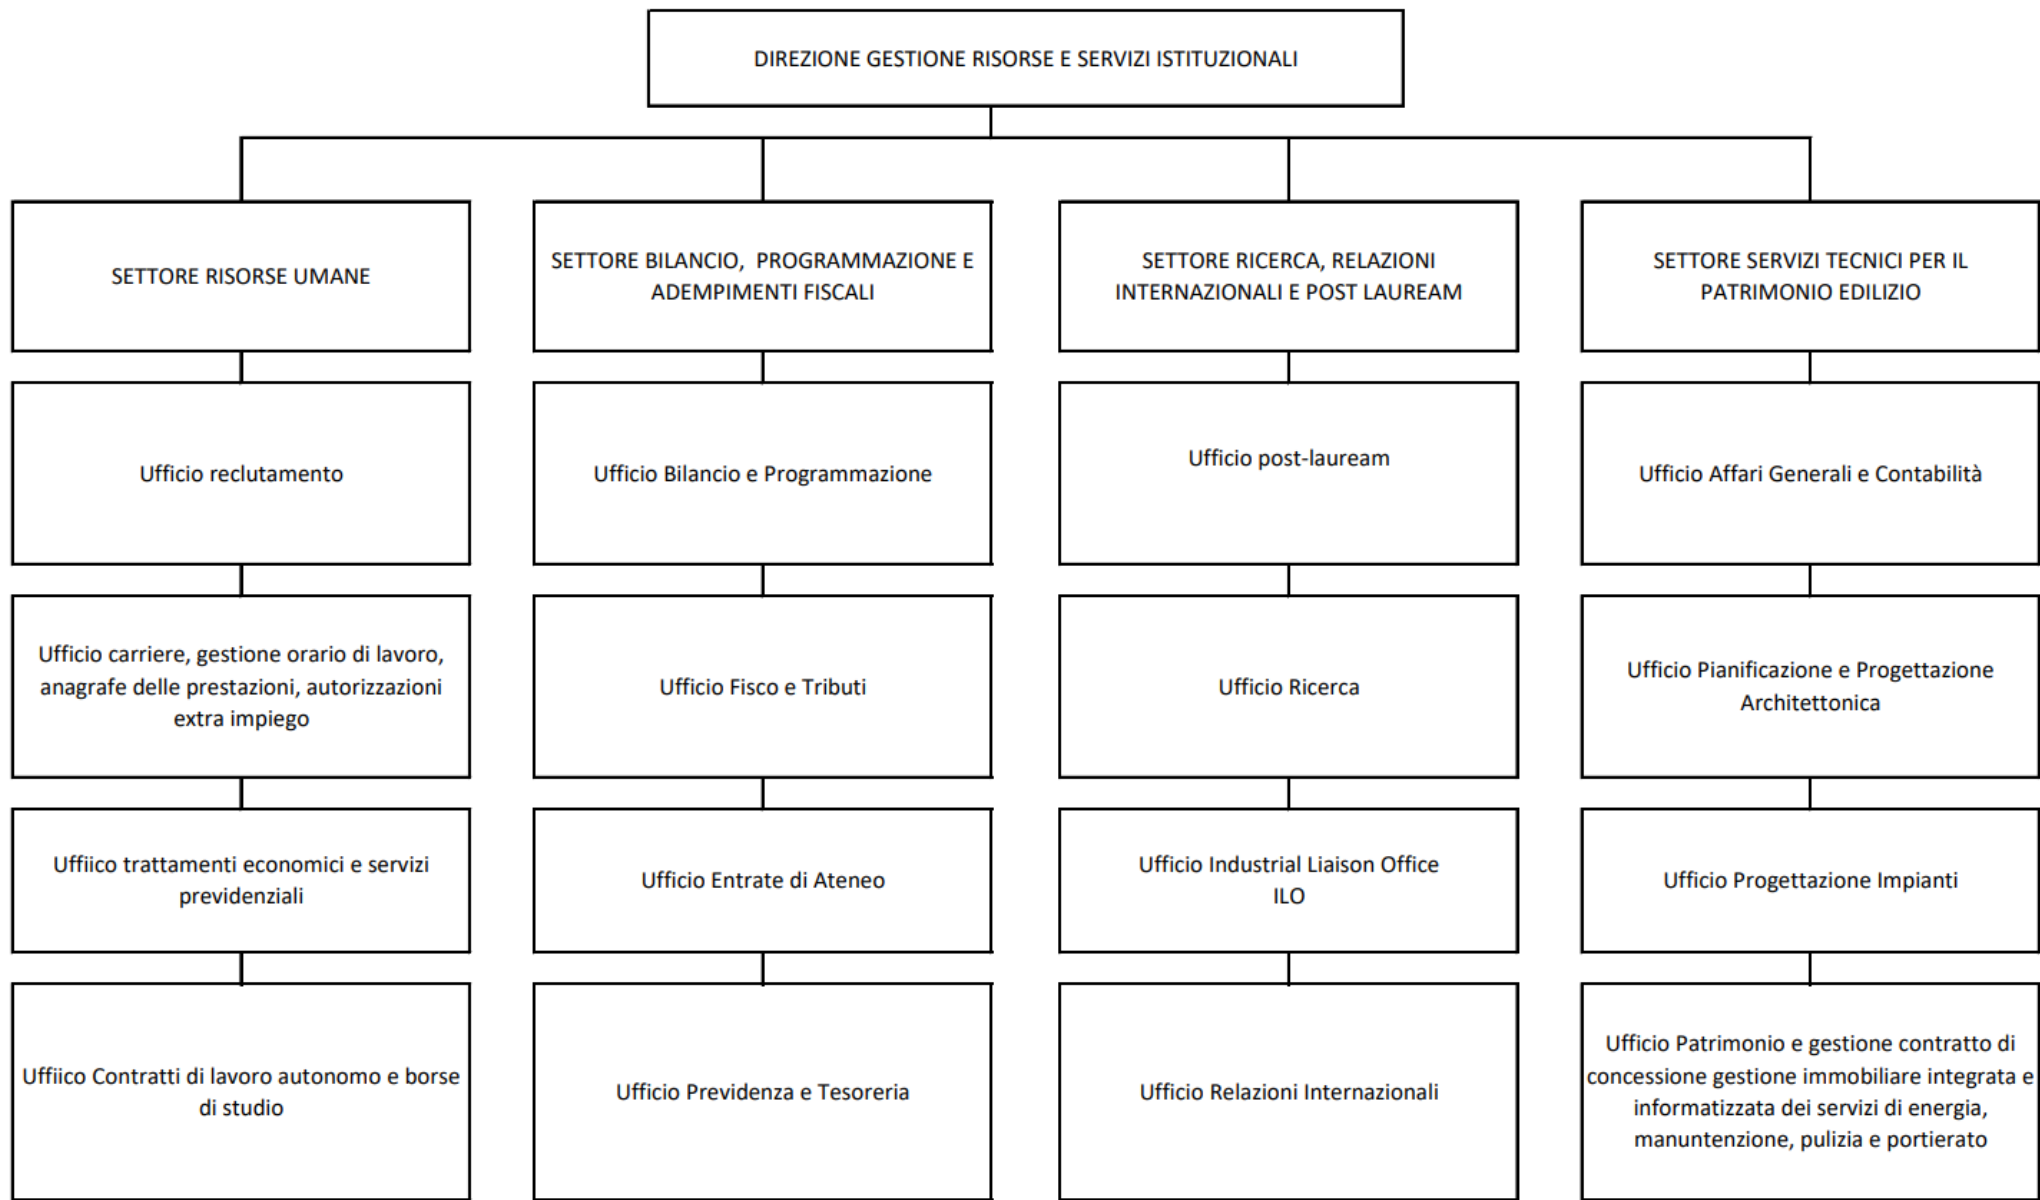 DIREZIONE GESTIONE RISORSE E SERVIZI ISTITUZIONALI
SETTORE RISORSE UMANE
SETTORE BILANCIO, PROGRAMMAZIONE E
ADEMPIMENTI FISCALI
SETTORE RICERCA, RELAZIONI
INTERNAZIONALI E POST LAUREAM
SETTORE SERVIZI TECNICI PER IL
PATRIMONIO EDILIZIO
Ufficio reclutamento
Ufficio Bilancio e Programmazione
Ufficio post-lauream
Ufficio Affari Generali e Contabilità
Ufficio carriere, gestione orario di lavoro,
anagrafe delle prestazioni, autorizzazioni
extra impiego
Ufficio Fisco e Tributi
Ufficio Ricerca
Ufficio Pianificazione e Progettazione
Architettonica
Uffiico trattamenti economici e servizi
previdenziali
Ufficio Entrate di Ateneo
Ufficio Industrial Liaison Office
ILO
Ufficio Progettazione Impianti
Uffiico Contratti di lavoro autonomo e borse
di studio
Ufficio Previdenza e Tesoreria
Ufficio Relazioni Internazionali
Ufficio Patrimonio e gestione contratto di
concessione gestione immobiliare integrata e
informatizzata dei servizi di energia,
manuntenzione, pulizia e portierato